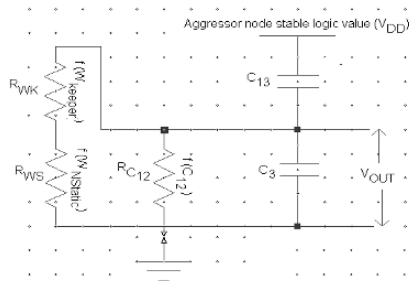 Aggressor node stable logic value (VDD)
RWK
f(Wkeeper)
C13
RWS
f(WNStatic)
RC12
f(C12)
C3
VOUT